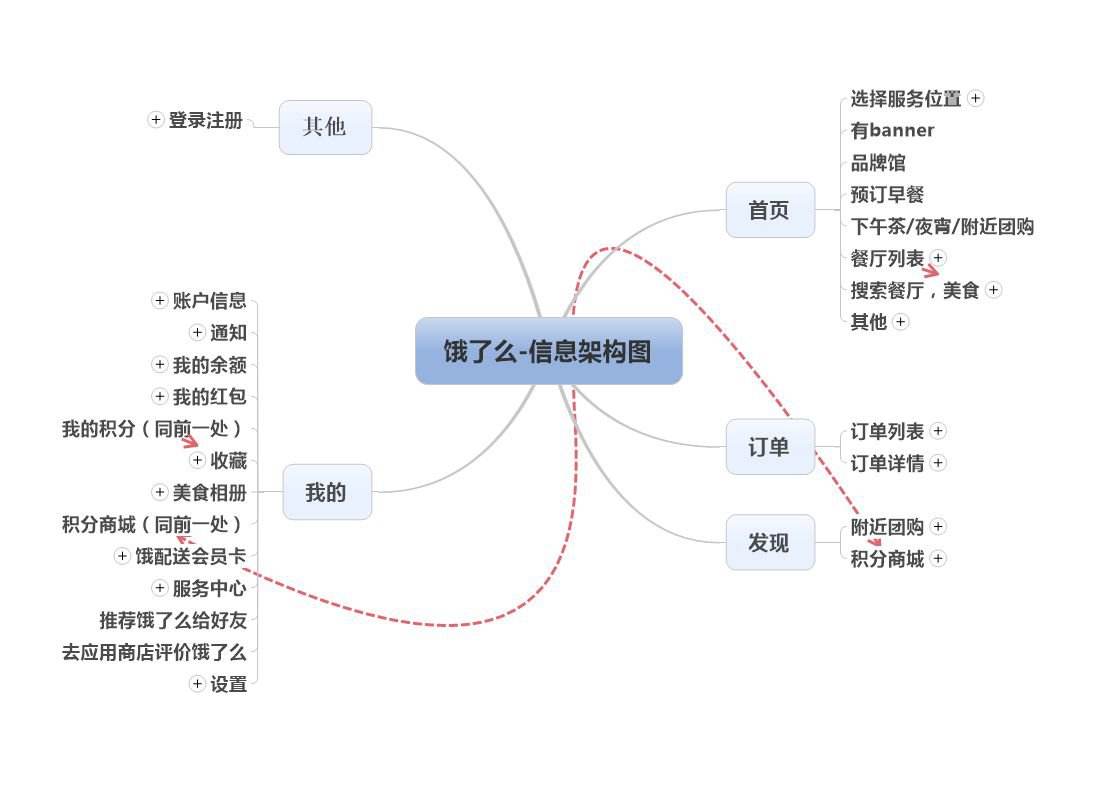 饿了么-信息架构图
首页
选择服务位置
有banner
品牌馆
预订早餐
下午茶/夜宵/附近团购
餐厅列表
搜索餐厅，美食
其他
订单
订单列表
订单详情
发现
附近团购
积分商城
我的
账户信息
通知
我的余额
我的红包
我的积分（同前一处）
收藏
美食相册
积分商城（同前一处）
饿配送会员卡
服务中心
推荐饿了么给好友
去应用商店评价饿了么
设置
其他
登录注册